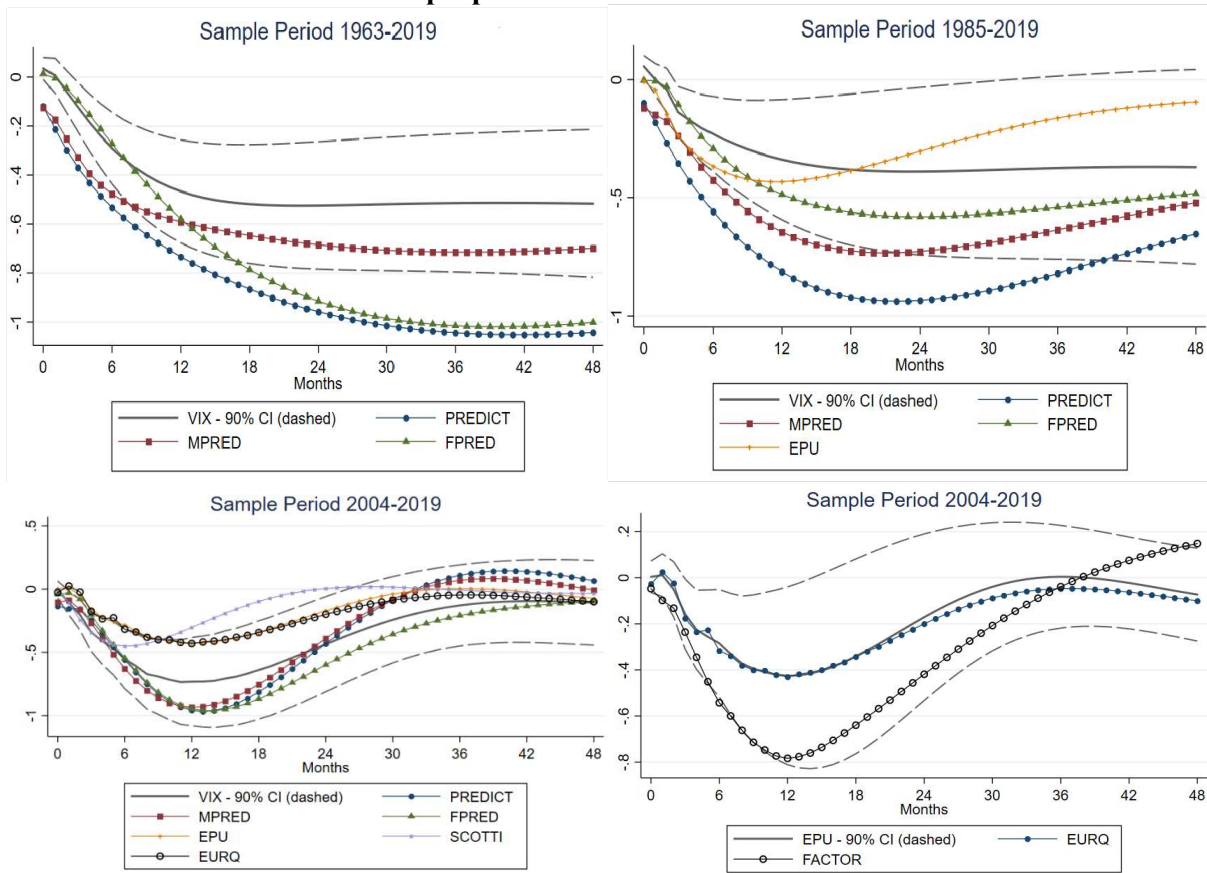 Sample Period 1963-2019
0
-.2
-.4
-.6
-.8
-1
0 6 12 18 24 30 36 42 48
Months
VIX - 90% CI (dashed) PREDICT
MPRED FPRED
Sample Period 1985-2019
0
-.5
-1
0 6 12 18 24 30 36 42 48
Months
VIX - 90% CI (dashed) PREDICT
MPRED FPRED
EPU
Sample Period 2004-2019
.5
0
-.5
-1
0 6 12 18 24 30 36 42 48
Months
VIX - 90% CI (dashed) PREDICT
MPRED FPRED
EPU SCOTTI
EURQ
Sample Period 2004-2019
.2
0
-.2
-.4
-.6
-.8
0 6 12 18 24 30 36 42 48
Months
EPU - 90% CI (dashed) EURQ
FACTOR